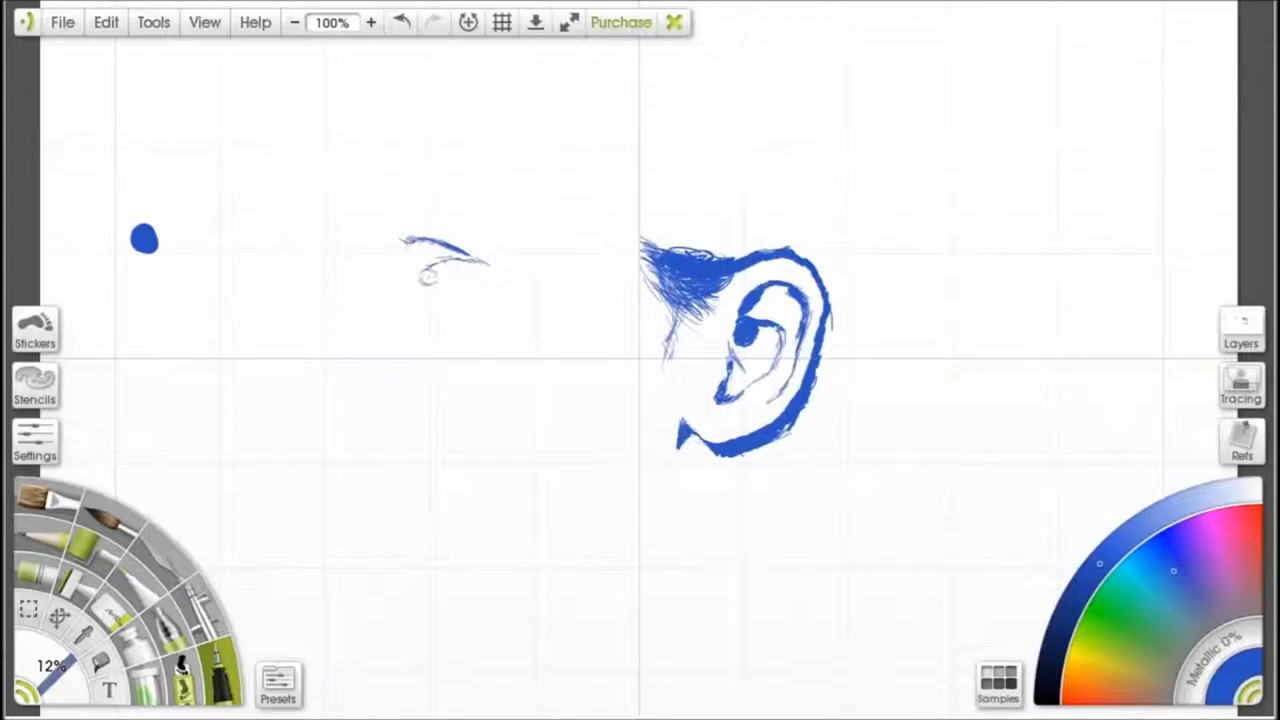 File Edit Tools View Help − 100% + Purchase
Stickers
Stencils
Settings
Layers
Tracing
Refs
12%
T
Presets
Samples
Metallic 0%